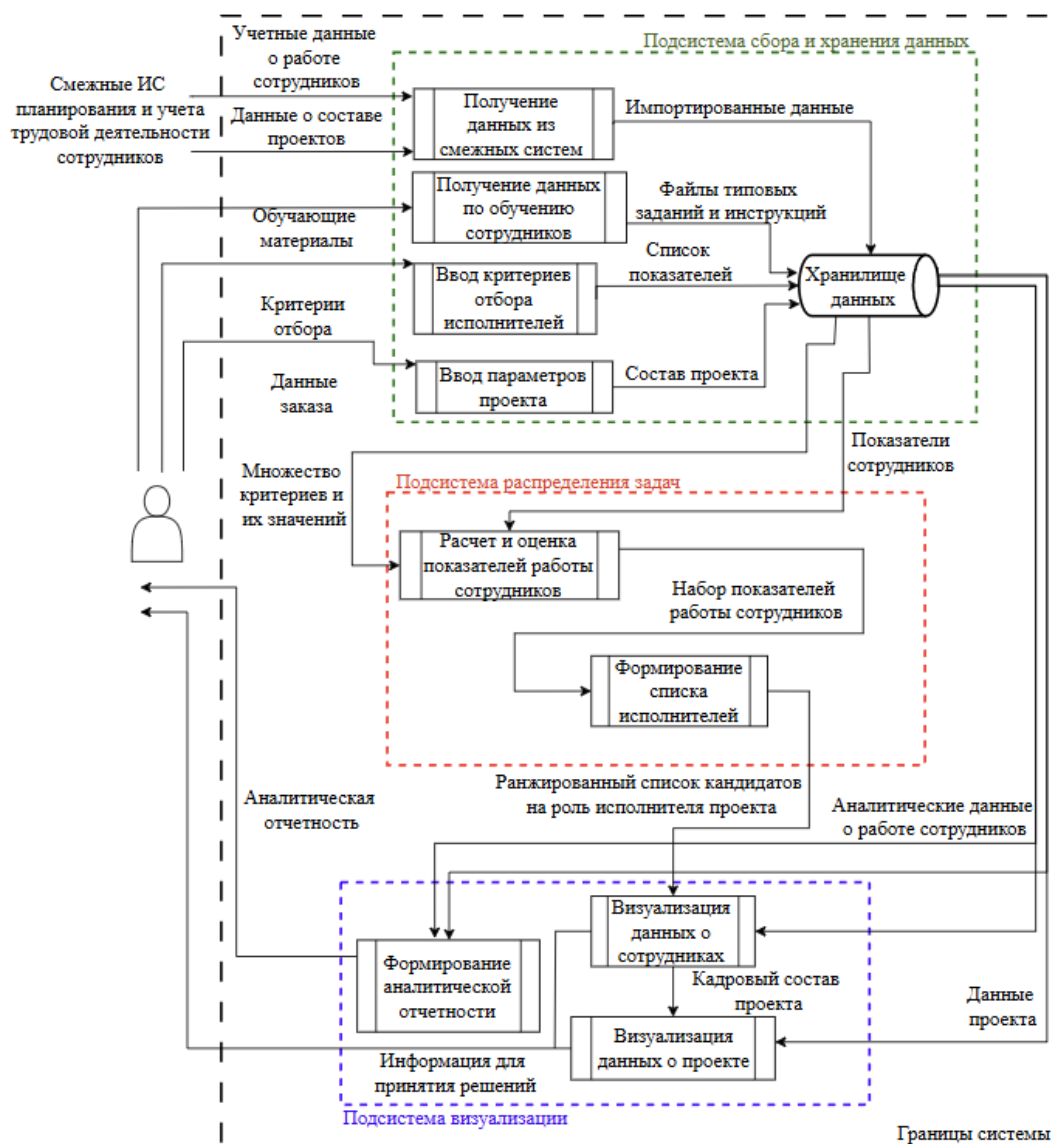 Учетные данные
о работе
сотрудников
Подсистема сбора и хранения данных
Смежные ИС
планирования и учета
трудовой деятельности
сотрудников
Данные о составе
проектов
Получение
данных из
смежных систем
Импортированные данные
Получение данных
по обучению
сотрудников
Файлы типовых
заданий и инструкций
Обучающие
материалы
Ввод критериев
отбора
исполнителей
Список
показателей
Хранилище
данных
Критерии
отбора
Ввод параметров
проекта
Состав проекта
Данные
заказа
Показатели
сотрудников
Множество
критериев и
их значений
Подсистема распределения задач
Расчет и оценка
показателей работы
сотрудников
Набор показателей
работы сотрудников
Формирование
списка
исполнителей
Ранжированный список кандидатов
на роль исполнителя проекта
Аналитическая
отчетность
Аналитические данные
о работе сотрудников
Визуализация
данных о
сотрудниках
Формирование
аналитической
отчетности
Кадровый состав
проекта
Данные
проекта
Визуализация
данных о проекте
Информация для
принятия решений
Подсистема визуализации
Границы системы